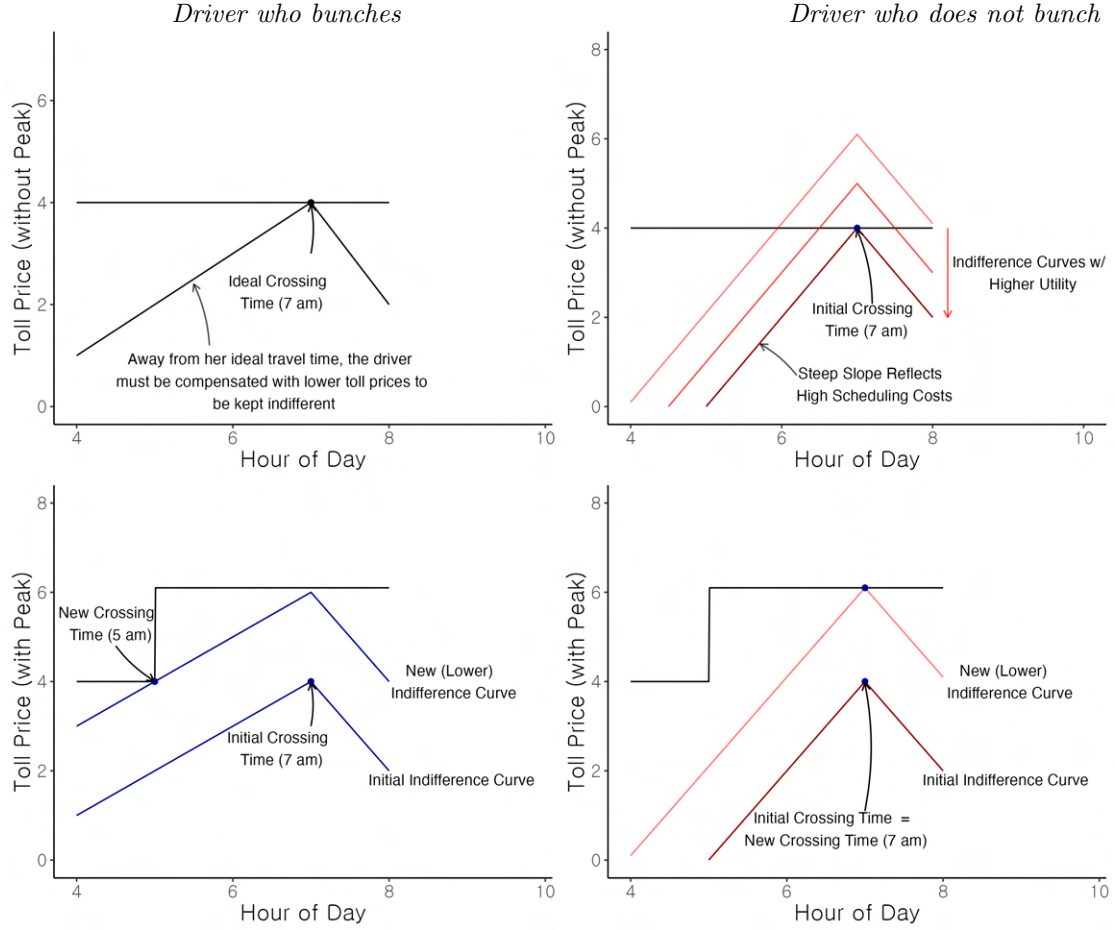 Driver who bunches
Driver who does not bunch
Toll Price (without Peak)
6
4
2
0
Ideal Crossing
Time (7 am)
Away from her ideal travel time, the driver
must be compensated with lower toll prices to
be kept indifferent
4
6
8
10
Hour of Day
Toll Price (without Peak)
8
6
4
2
0
Indifference Curves w/
Higher Utility
Initial Crossing
Time (7 am)
Steep Slope Reflects
High Scheduling Costs
4
6
8
10
Hour of Day
Toll Price (with Peak)
8
6
4
2
0
New Crossing
Time (5 am)
New (Lower)
Indifference Curve
Initial Crossing
Time (7 am)
Initial Indifference Curve
4
6
8
10
Hour of Day
Toll Price (with Peak)
8
6
4
2
0
New (Lower)
Indifference Curve
Initial Indifference Curve
Initial Crossing Time =
New Crossing Time (7 am)
4
6
8
10
Hour of Day